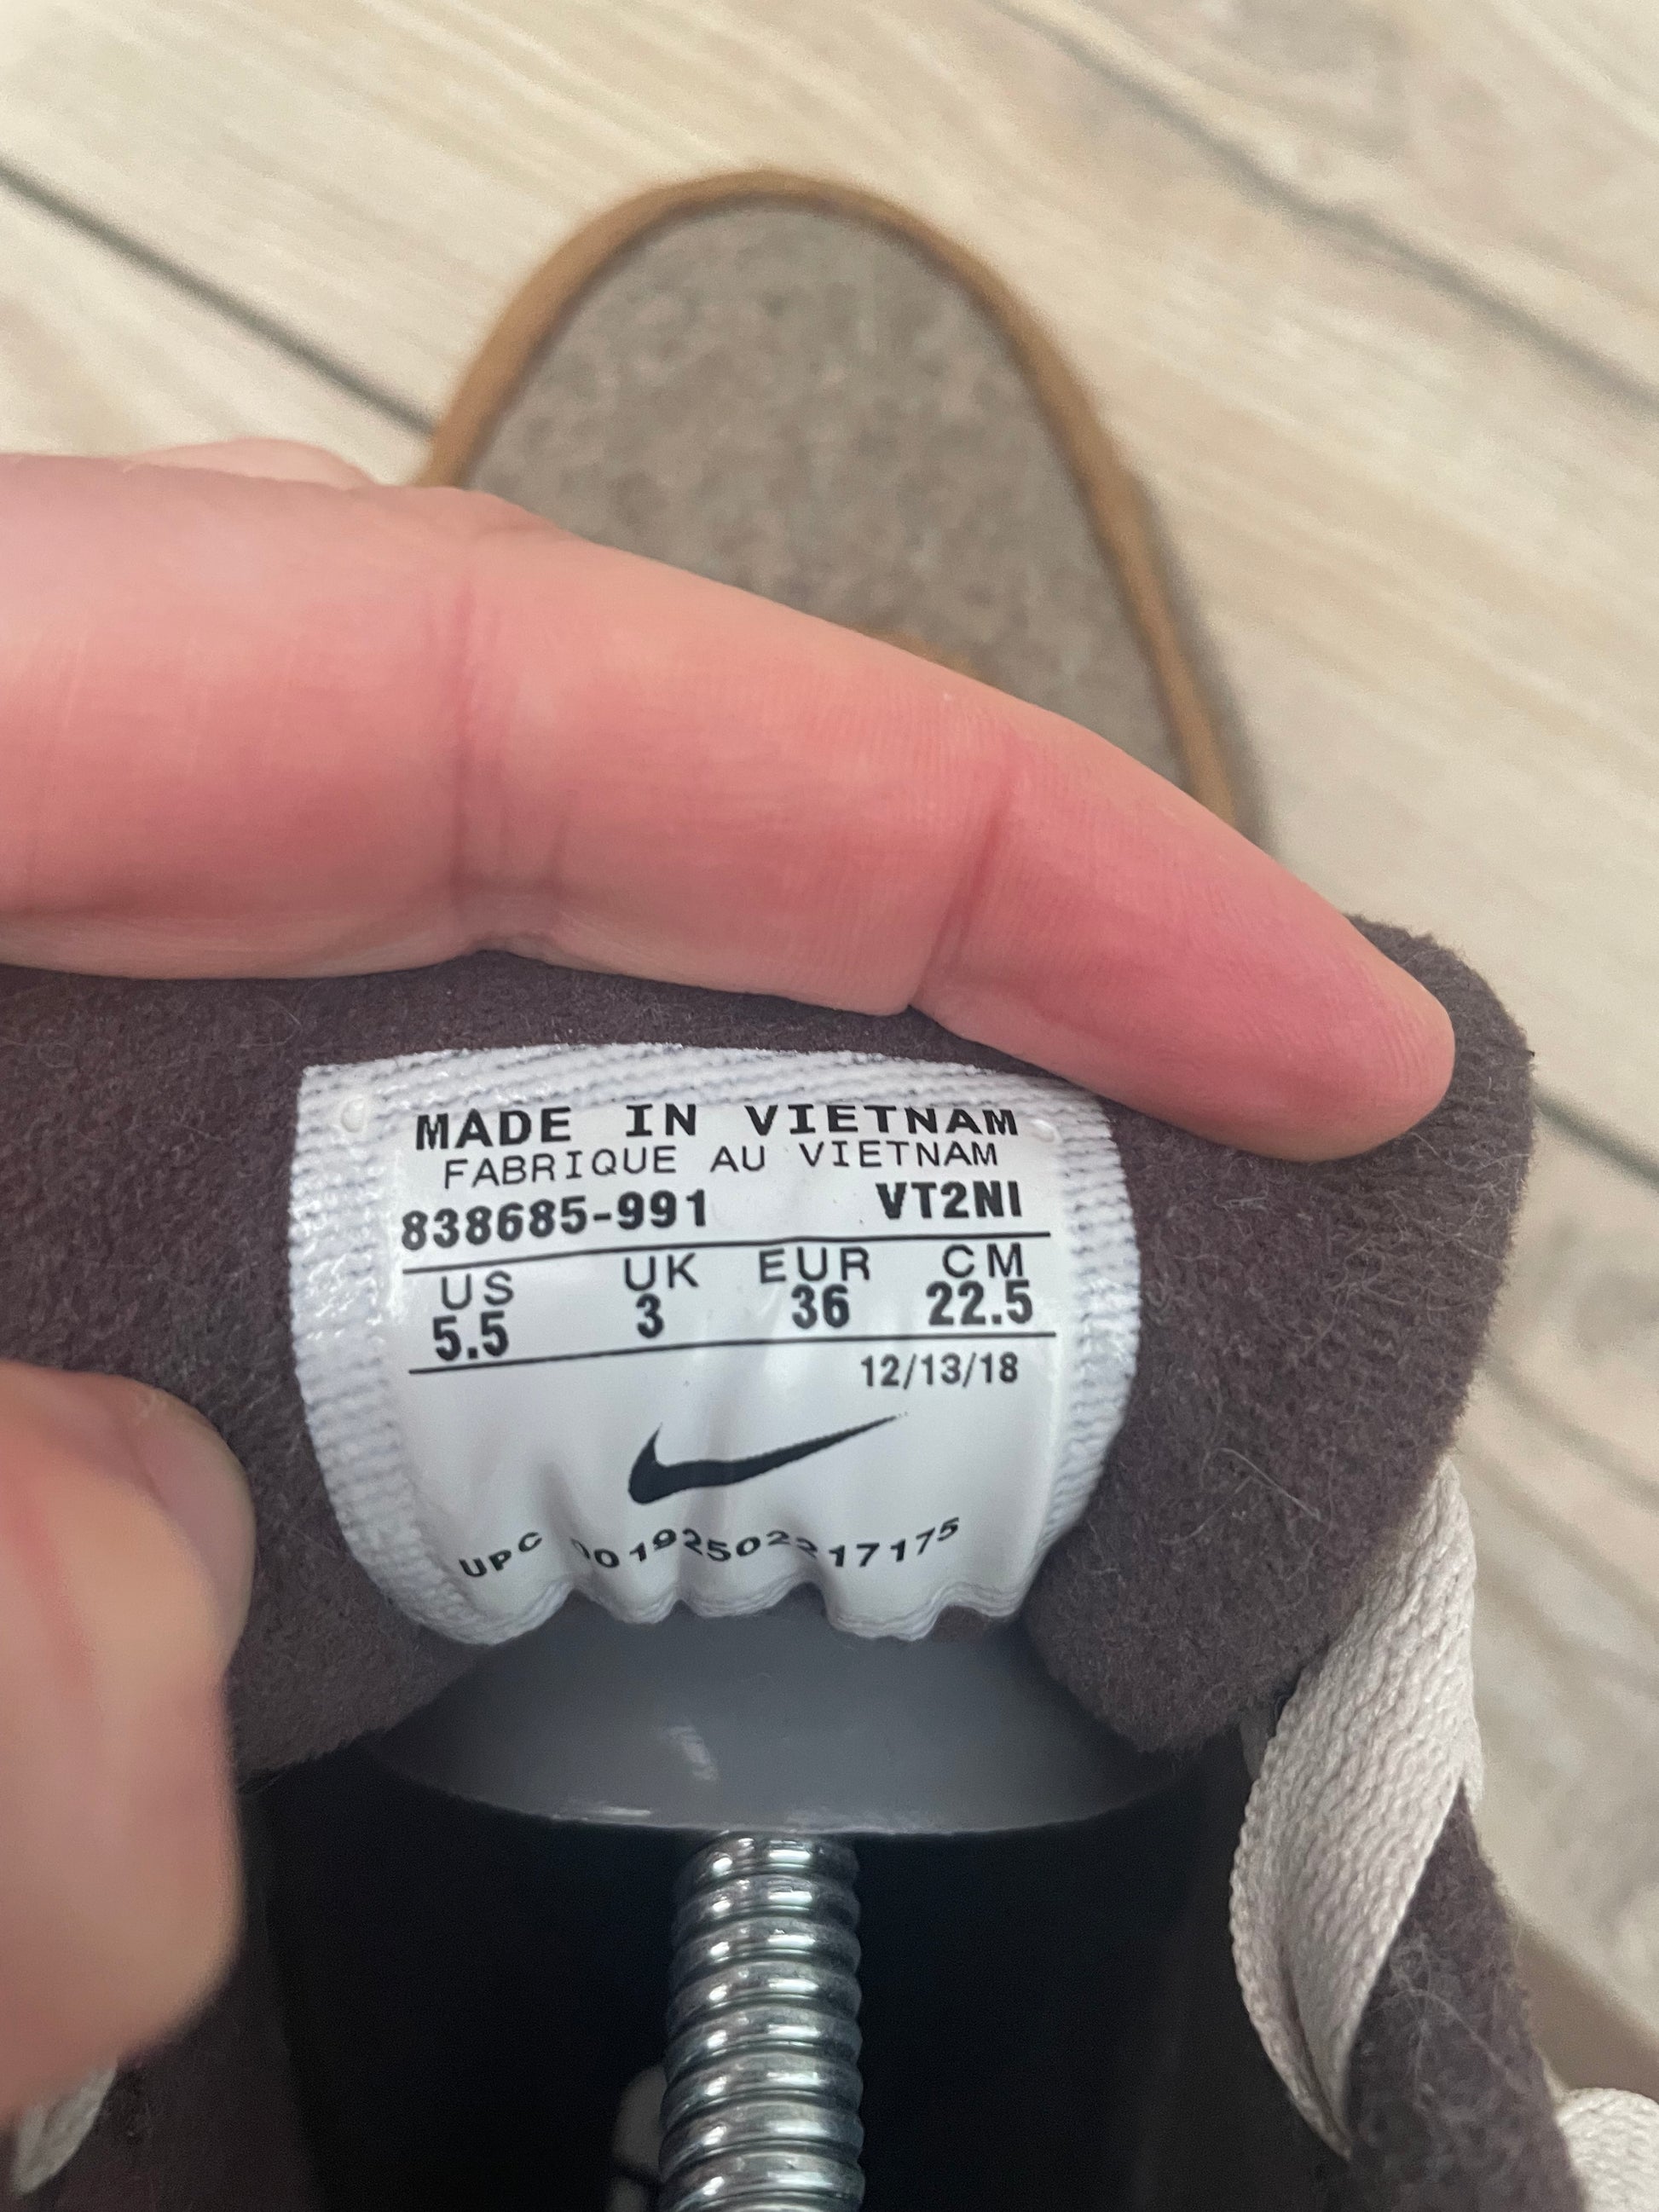 MADE IN VIETNAM
FABRIQUE AU VIETNAM
838685-991 VT2NI
US UK EUR CM
5.5 3 36 22.5
12/13/18
UPC 00192502217175